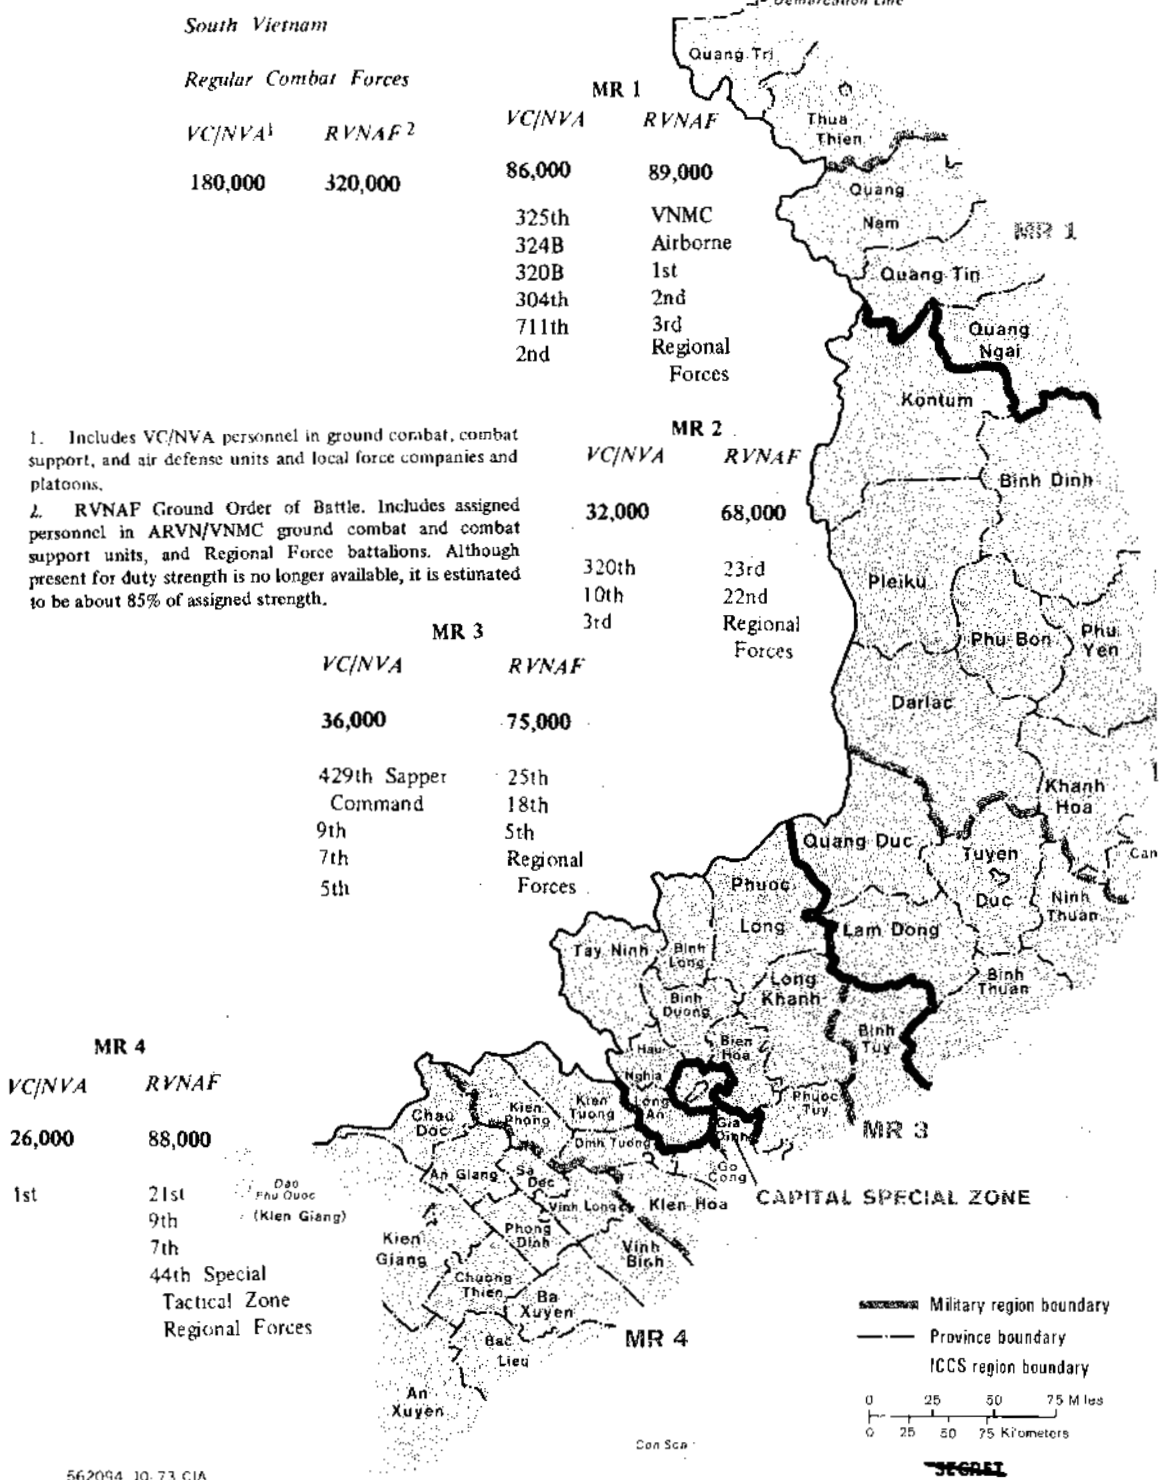 Demarcation Line
South Vietnam
Regular Combat Forces
VC/NVA1 RVNAF2
180,000 320,000
MR 1
VC/NVA RVNAF
86,000 89,000
325th VNMC
324B Airborne
320B 1st
304th 2nd
711th 3rd
2nd Regional
Forces
1. Includes VC/NVA personnel in ground combat, combat
support, and air defense units and local force companies and
platoons.
2. RVNAF Ground Order of Battle. Includes assigned
personnel in ARVN/VNMC ground combat and combat
support units, and Regional Force battalions. Although
present for duty strength is no longer available, it is estimated
to be about 85% of assigned strength.
MR 2
VC/NVA RVNAF
32,000 68,000
320th 23rd
10th 22nd
3rd Regional
Forces
MR 3
VC/NVA RVNAF
36,000 75,000
429th Sapper 25th
Command 18th
9th 5th
7th Regional
5th Forces
MR 4
VC/NVA RVNAF
26,000 88,000
1st 21st
9th
7th
44th Special
Tactical Zone
Regional Forces
Quang Tri
Thua
Thien
Quang
Nam
MR 1
Quang Tin
Quang
Ngai
Kontum
Binh Dinh
Pleiku
Phu Bon
Phu
Yen
Darlac
Khanh
Hoa
Quang Duc
Tuyen
Duc
Cam
Ninh
Thuan
Phuoc
Long
Lam Dong
Tay Ninh
Binh
Long
Long
Khanh
Binh
Thuan
Binh
Duong
Binh
Tuy
Bien
Hoa
Hau
Nghia
Long
An
Phuoc
Tuy
MR 3
Gia
Dinh
Chau
Doc
Kien
Phong
Kien
Tuong
Dinh Tuong
Go
Cong
CAPITAL SPECIAL ZONE
An Giang
Sa
Dec
Dao
Phu Quoc
(Kien Giang)
Vinh Long
Kien Hoa
Kien
Giang
Phong
Dinh
Vinh
Binh
Chuong
Thien
Ba
Xuyen
MR 4
Bac
Lieu
An
Xuyen
Con Son
Military region boundary
Province boundary
ICCS region boundary
0 25 50 75 Miles
0 25 50 75 Kilometers
562094 10-73 CIA
SECRET